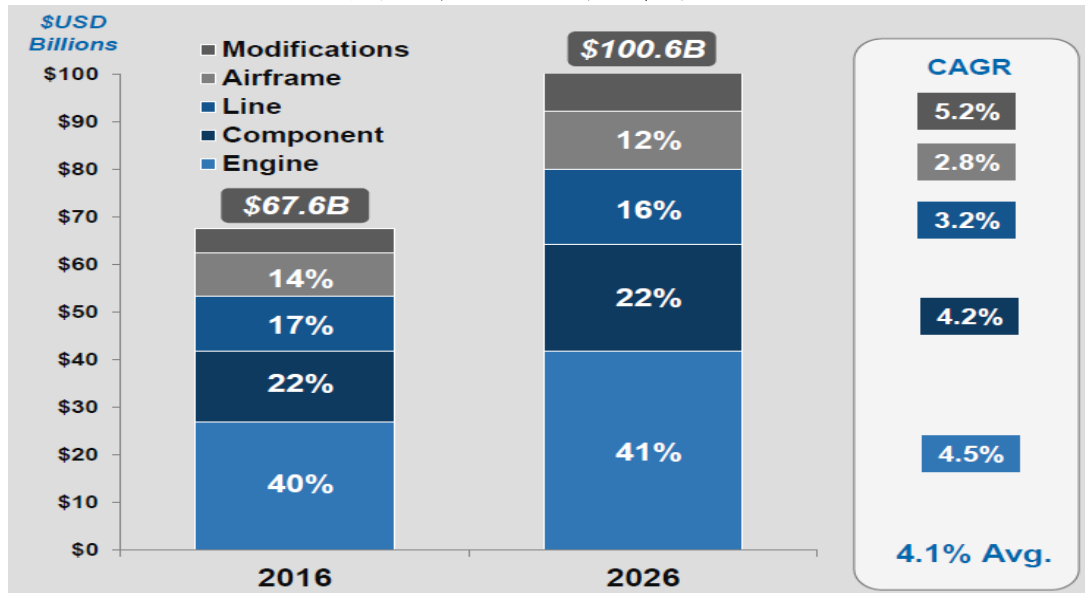 $USD
Billions
Modifications
Airframe
Line
Component
Engine
$100
$90
$80
$70
$60
$50
$40
$30
$20
$10
$0
$67.6B
14%
17%
22%
40%
2016
$100.6B
12%
16%
22%
41%
2026
CAGR
5.2%
2.8%
3.2%
4.2%
4.5%
4.1% Avg.